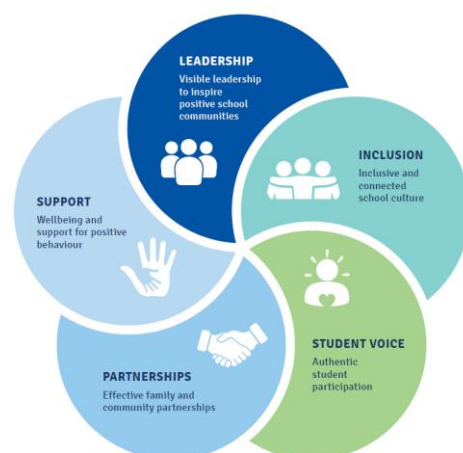 LEADERSHIP
Visible leadership
to inspire
positive school
communities
INCLUSION
Inclusive and
connected
school culture
STUDENT VOICE
Authentic
student
participation
PARTNERSHIPS
Effective family and
community partnerships
SUPPORT
Wellbeing and
support for positive
behaviour